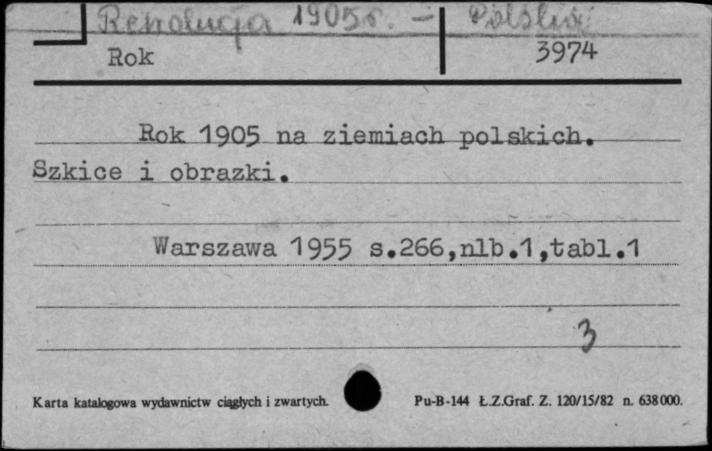 Rewolucja 1905 r. – Polska
Rok 3974
Rok 1905 na ziemiach polskich.
Szkice i obrazki.
Warszawa 1955 s.266,nlb.1,tabl.1
3
Karta katalogowa wydawnictw ciągłych i zwartych. Pu-B-144 Ł.Z.Graf. Z. 120/15/82 n. 638000.